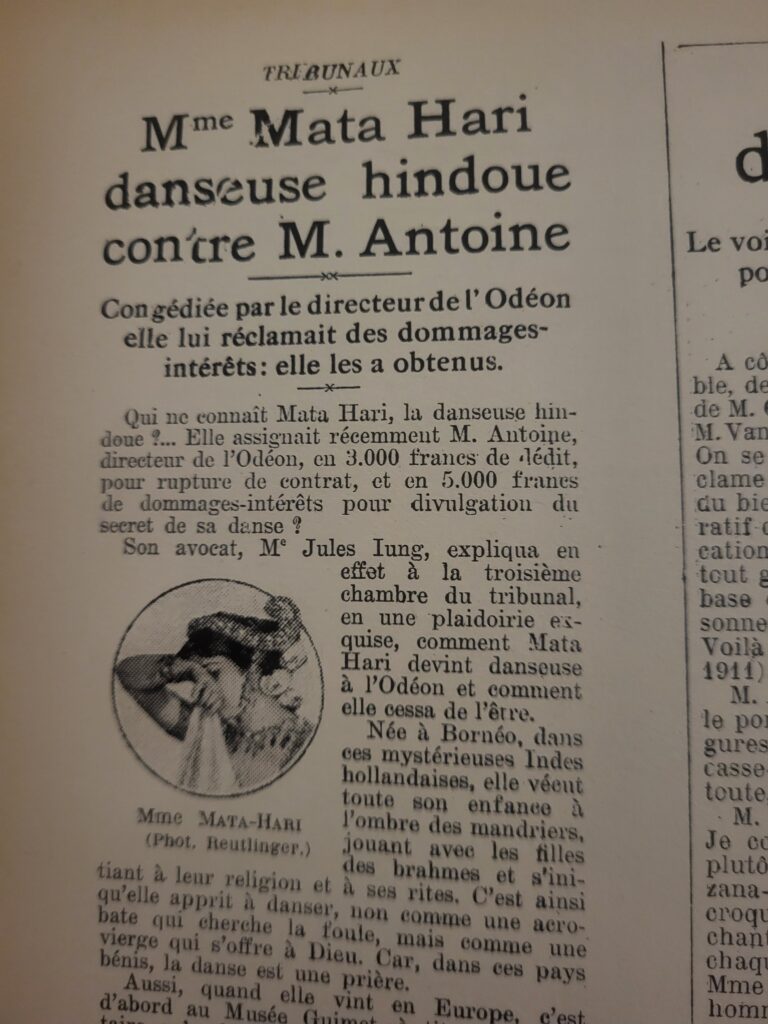 TRIBUNAUX
Mme Mata Hari
danseuse hindoue
contre M. Antoine
Congédiée par le directeur de l'Odéon
elle lui réclamait des dommages-
intérêts: elle les a obtenus.
Qui ne connaît Mata Hari, la danseuse hin-
doue ?... Elle assignait récemment M. Antoine,
directeur de l'Odéon, en 3.000 francs de dédit,
pour rupture de contrat, et en 5.000 francs
de dommages-intérêts pour divulgation du
secret de sa danse ?
Son avocat, Me Jules Iung, expliqua en
effet à la troisième
chambre du tribunal,
en une plaidoirie ex-
quise, comment Mata
Hari devint danseuse
à l'Odéon et comment
elle cessa de l'être.
Née à Bornéo, dans
ces mystérieuses Indes
hollandaises, elle vécut
toute son enfance à
l'ombre des mandriers,
jouant avec les filles
des brahmes et s'ini-
Mme MATA-HARI
(Phot. Reutlinger.)
tiant à leur religion et à ses rites. C'est ainsi
qu'elle apprit à danser, non comme une acro-
bate qui cherche la foule, mais comme une
vierge qui s'offre à Dieu. Car, dans ces pays
bénis, la danse est une prière.
Aussi, quand elle vint en Europe, c'est
d'abord au Musée Guimet à
d
Le voi
po
A cô
ble, de
de M.
M. Van
On se
clame
du bie
ratif
cation
tout g
base
sonne
Voilà
1911)
M.
le por
gures
casse-
toute,
M.
Je co
plutô
zana-
croqu
chant
chaqu
Mme
homm